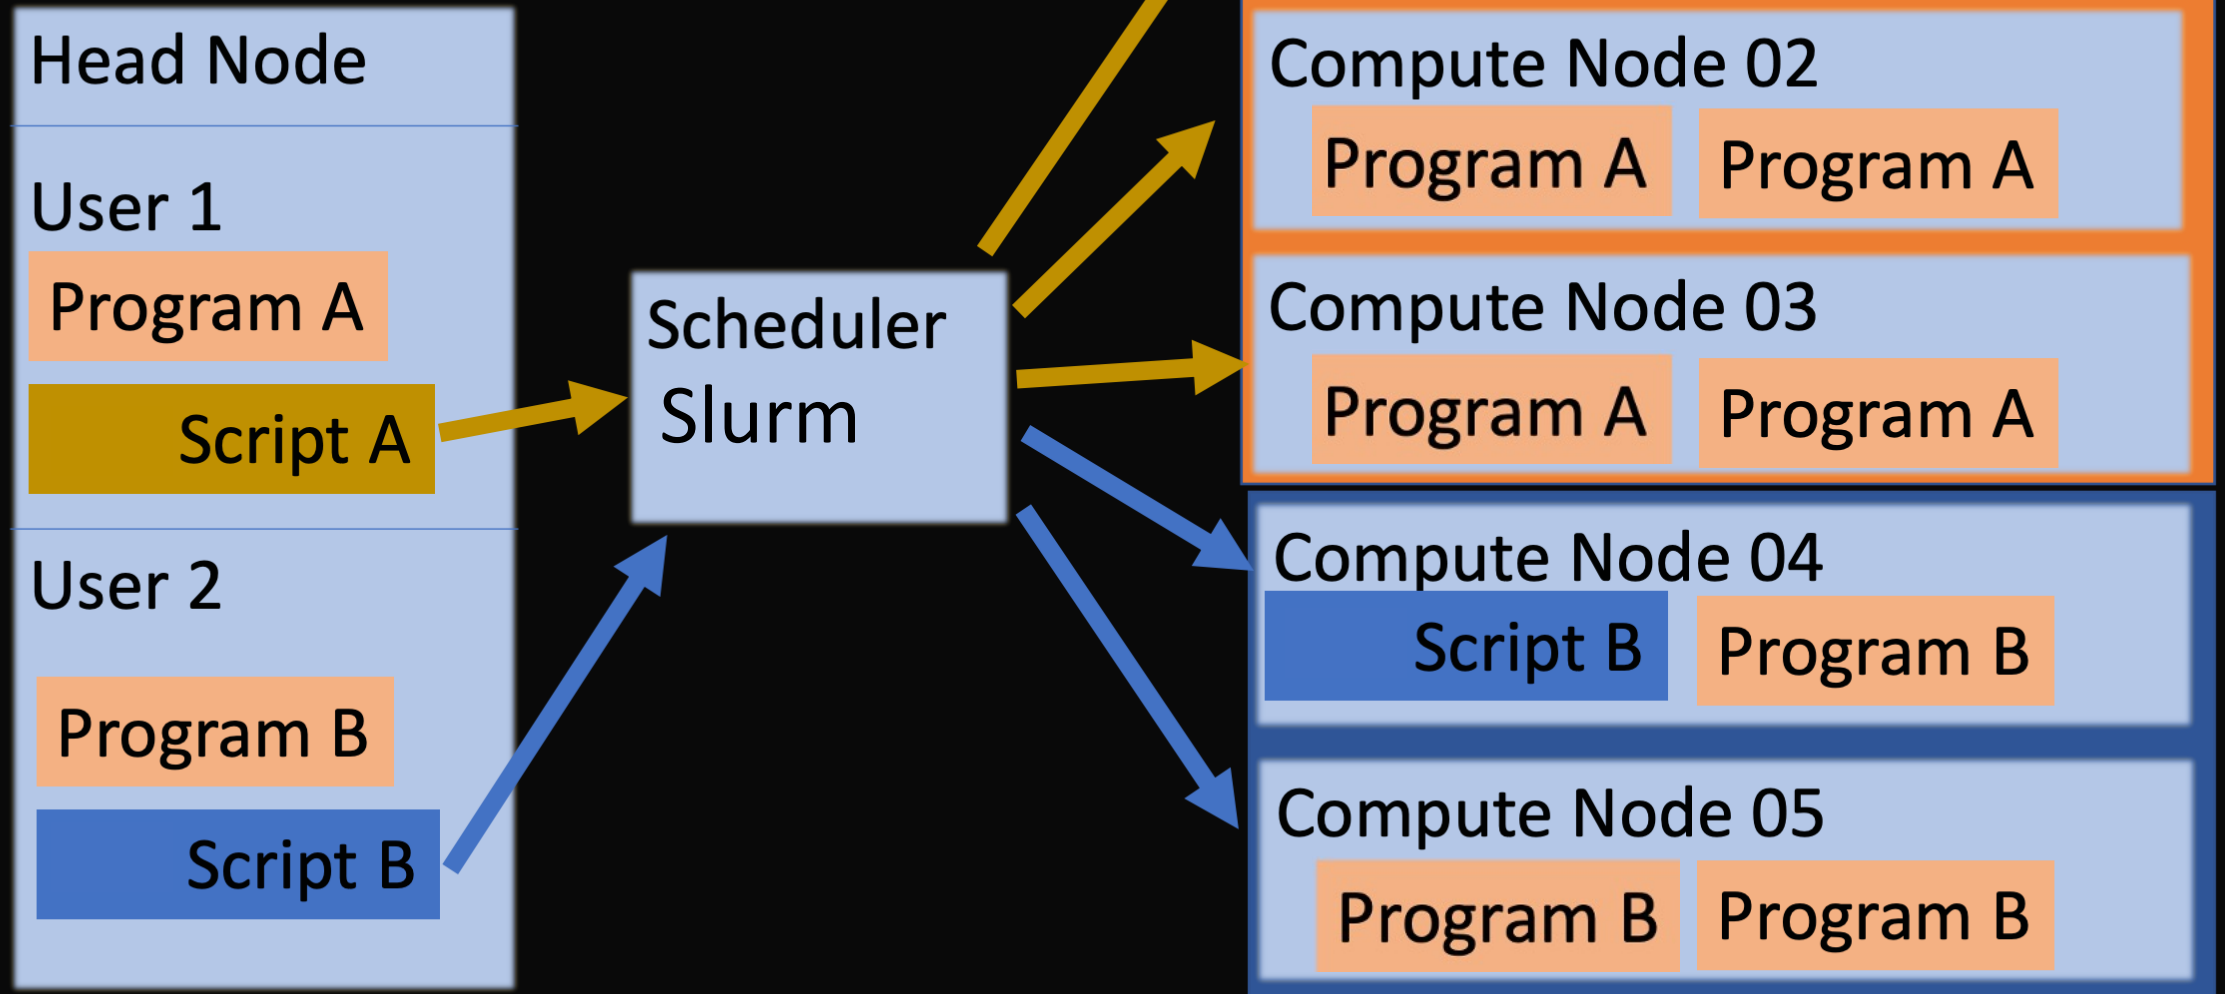 Head Node
User 1
Program A
Script A
User 2
Program B
Script B
Scheduler
Slurm
Compute Node 02
Program A Program A
Compute Node 03
Program A Program A
Compute Node 04
Script B Program B
Compute Node 05
Program B Program B